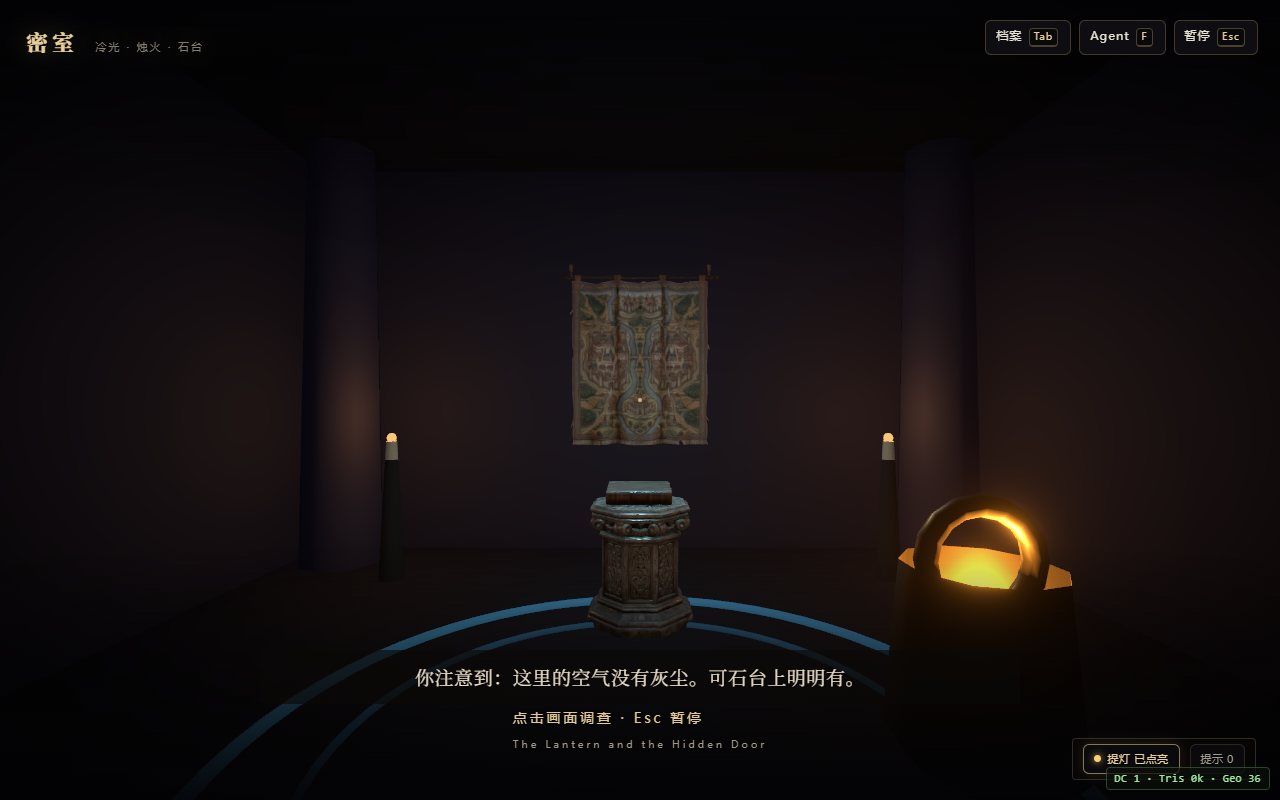 密室 冷光 · 烛火 · 石台
档案 Tab Agent F 暂停 Esc
你注意到：这里的空气没有灰尘。可石台上明明有。
点击画面调查 · Esc 暂停
The Lantern and the Hidden Door
提灯 已点亮 提示 0
DC 1 · Tris 0k · Geo 36